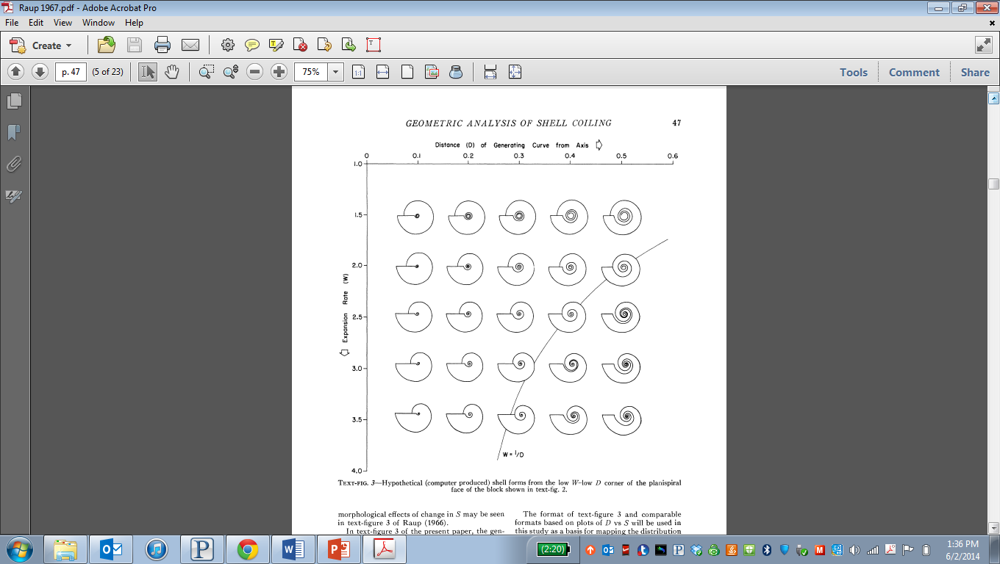 Raup 1967.pdf - Adobe Acrobat Pro
File Edit View Window Help
Create
p. 47 (5 of 23) 75% Tools Comment Share
GEOMETRIC ANALYSIS OF SHELL COILING 47
Distance (D) of Generating Curve from Axis
0 0.1 0.2 0.3 0.4 0.5 0.6
1.0
1.5
2.0
Expansion Rate (W)
2.5
3.0
3.5
W = 1/D
4.0
TEXT-FIG. 3—Hypothetical (computer produced) shell forms from the low W–low D corner of the planispiral
face of the block shown in text-fig. 2.
morphological effects of change in S may be seen
in text-figure 3 of Raup (1966).
In text-figure 3 of the present paper, the gen-
The format of text-figure 3 and comparable
formats based on plots of D vs S will be used in
this study as a basis for mapping the distribution
(2:20)
1:36 PM
6/2/2014